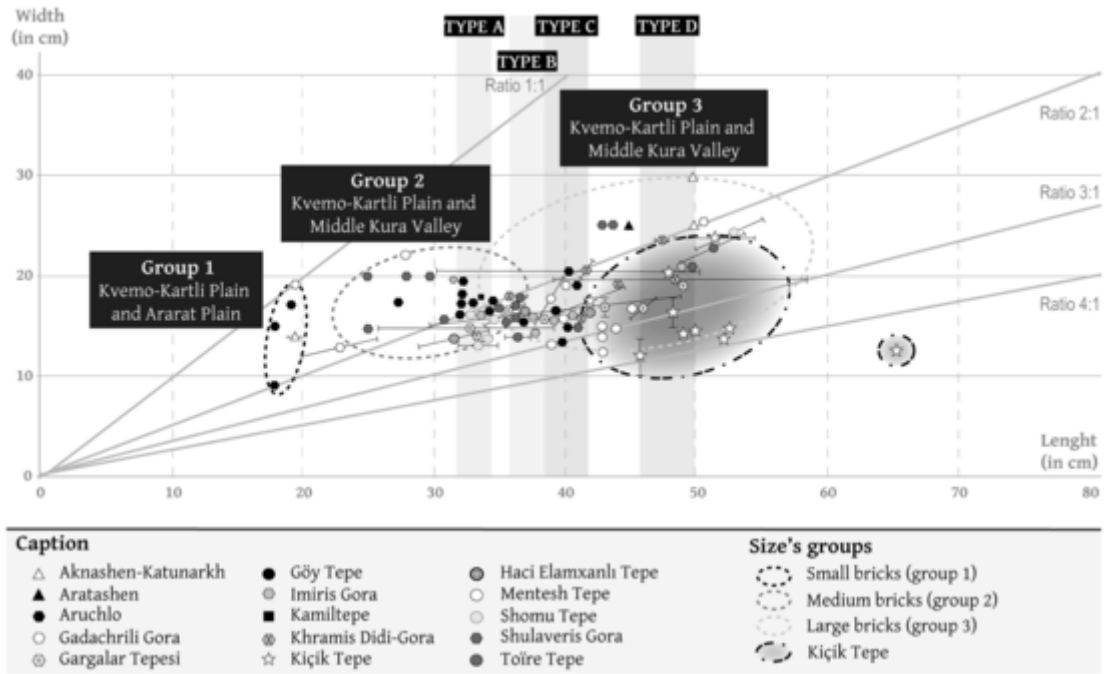 Width
(in cm)
TYPE A
TYPE C
TYPE D
TYPE B
40
Ratio 1:1
Group 3
Kvemo-Kartli Plain and
Middle Kura Valley
Ratio 2:1
30
Group 2
Kvemo-Kartli Plain and
Middle Kura Valley
Ratio 3:1
Group 1
Kvemo-Kartli Plain
and Ararat Plain
20
Ratio 4:1
10
Lenght
(in cm)
0
0 10 20 30 40 50 60 70 80
Caption
Aknashen-Katunarkh
Aratashen
Aruchlo
Gadachrili Gora
Gargalar Tepesi
Göy Tepe
Imiris Gora
Kamiltepe
Khramis Didi-Gora
Kiçik Tepe
Haci Elamxanlı Tepe
Mentesh Tepe
Shomu Tepe
Shulaveris Gora
Toïre Tepe
Size's groups
Small bricks (group 1)
Medium bricks (group 2)
Large bricks (group 3)
Kiçik Tepe